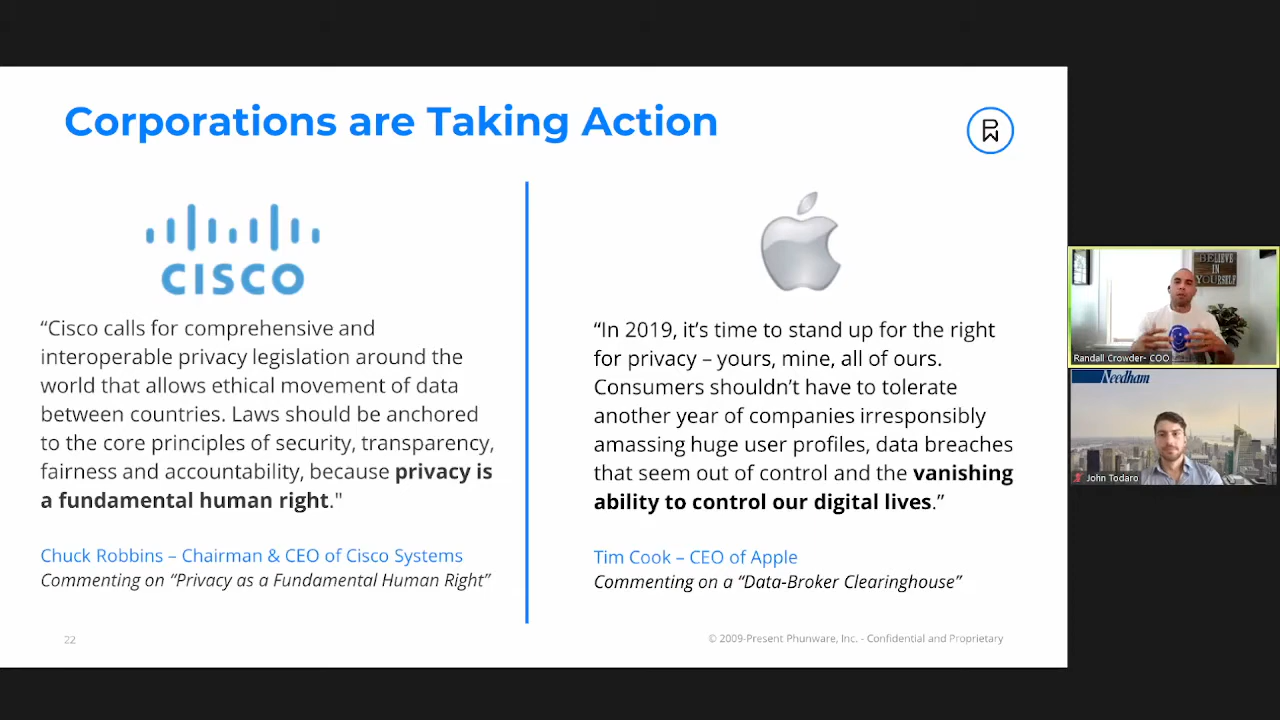 Corporations are Taking Action
CISCO
“Cisco calls for comprehensive and
interoperable privacy legislation around the
world that allows ethical movement of data
between countries. Laws should be anchored
to the core principles of security, transparency,
fairness and accountability, because privacy is
a fundamental human right."
Chuck Robbins – Chairman & CEO of Cisco Systems
Commenting on “Privacy as a Fundamental Human Right”
“In 2019, it’s time to stand up for the right
for privacy – yours, mine, all of ours.
Consumers shouldn’t have to tolerate
another year of companies irresponsibly
amassing huge user profiles, data breaches
that seem out of control and the vanishing
ability to control our digital lives.”
Tim Cook – CEO of Apple
Commenting on a “Data-Broker Clearinghouse”
22
© 2009-Present Phunware, Inc. - Confidential and Proprietary
BELIEVE
IN
YOURSELF
Randall Crowder- COO
Needham
John Todaro